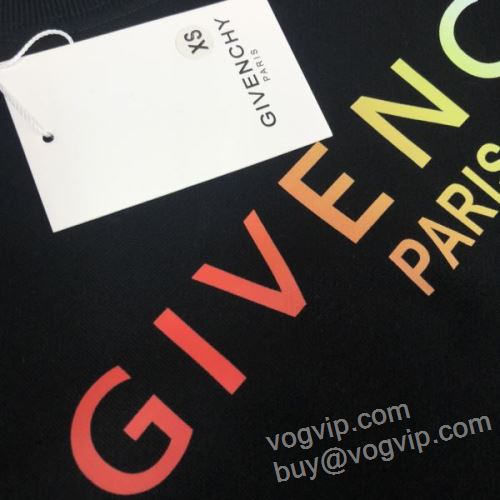 XS
GIVENCHY
PARIS
GIVENC
PARIS
vogvip.com
buy@vogvip.com